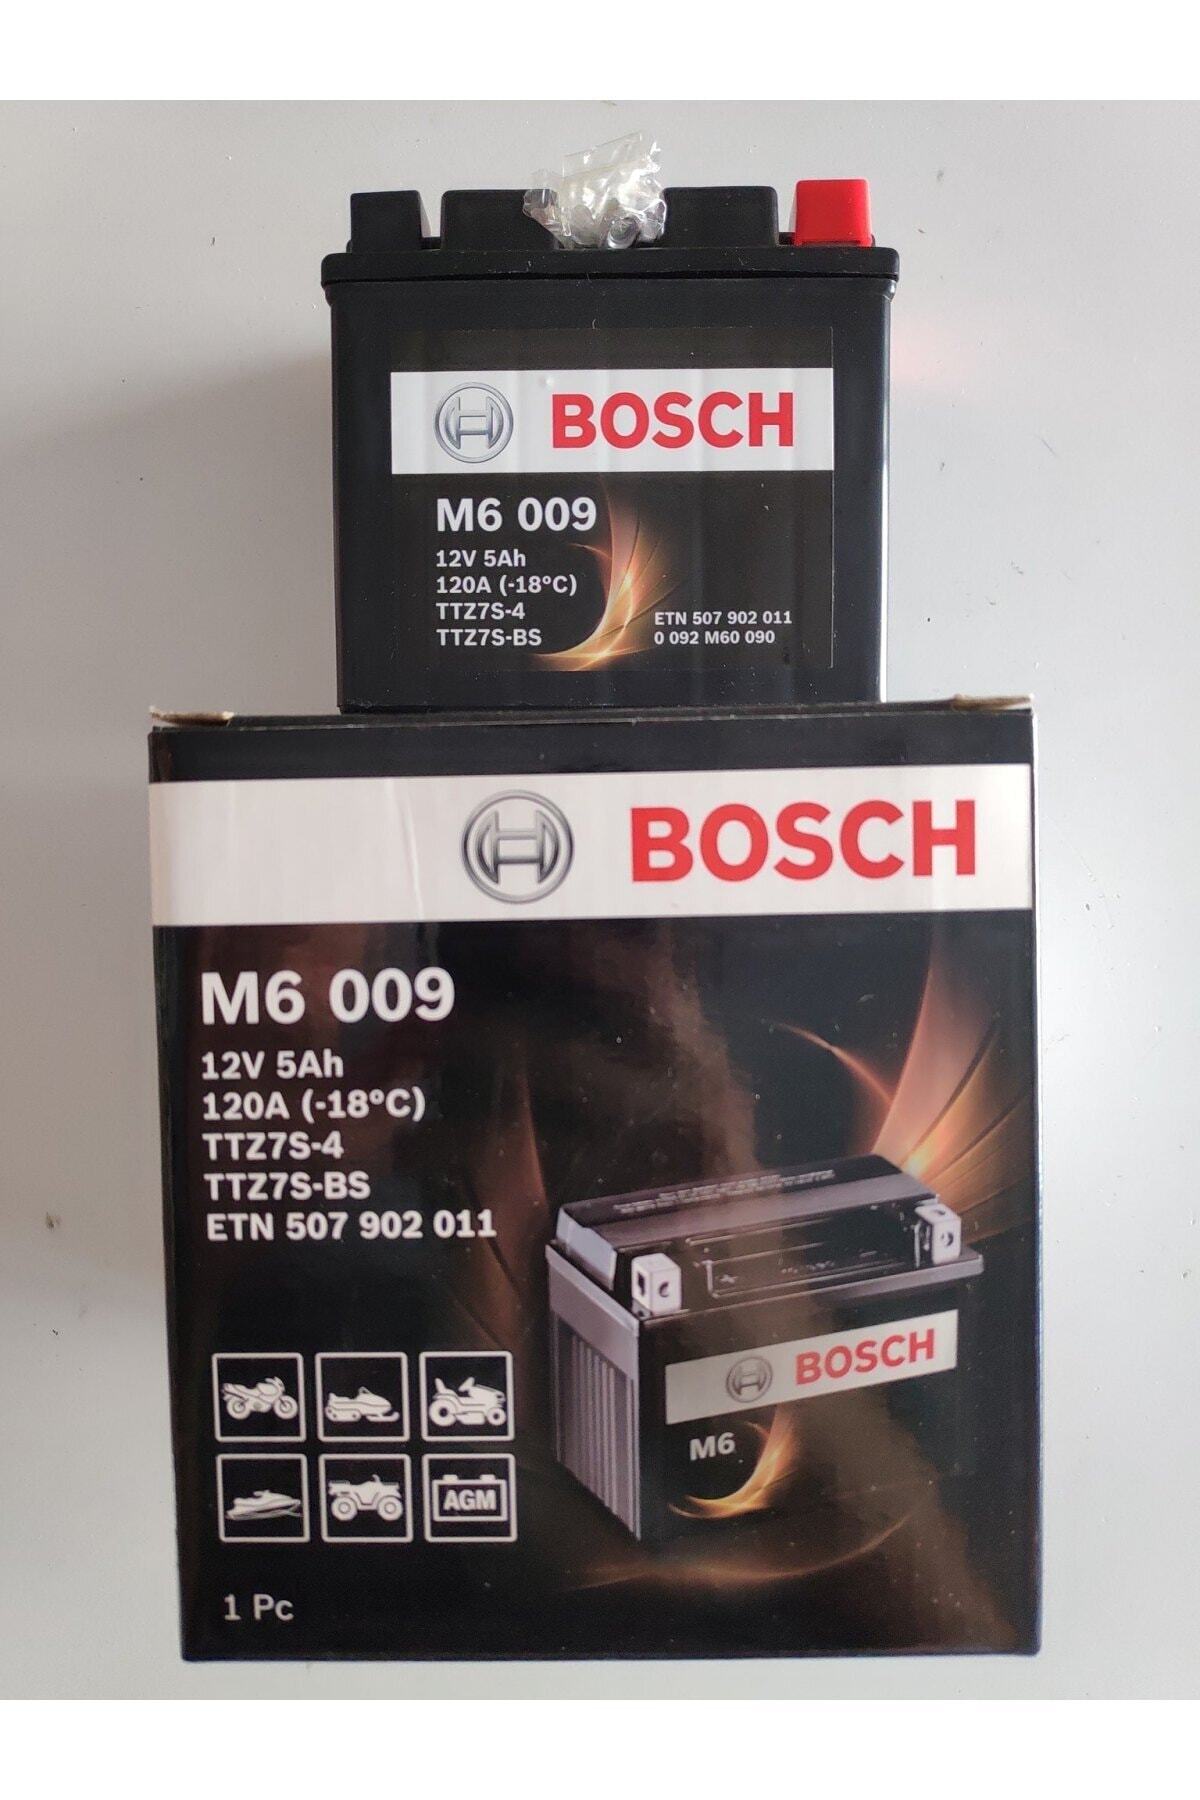 BOSCH
M6 009
12V 5Ah
120A (-18°C)
TTZ7S-4
TTZ7S-BS
ETN 507 902 011
0 092 M60 090
BOSCH
M6 009
12V 5Ah
120A (-18°C)
TTZ7S-4
TTZ7S-BS
ETN 507 902 011
BOSCH
M6
AGM
1 Pc